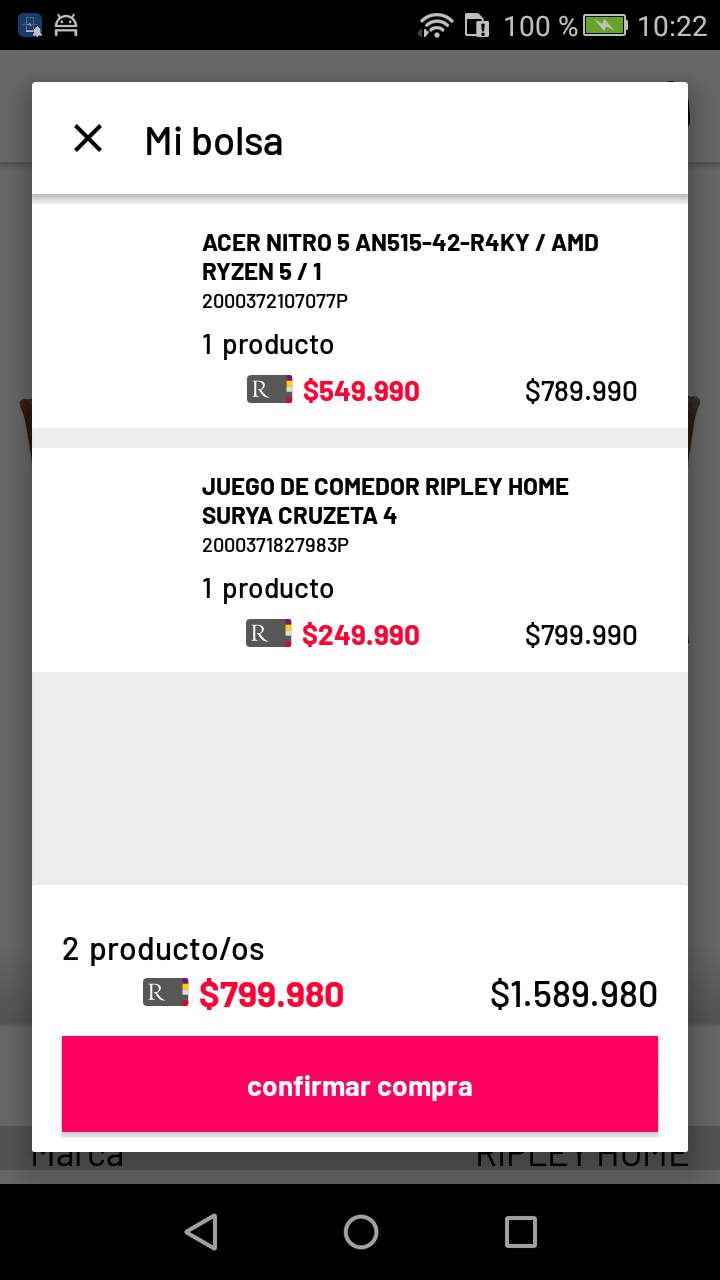 100 % 10:22
Mi bolsa
ACER NITRO 5 AN515-42-R4KY / AMD
RYZEN 5 / 1
2000372107077P
1 producto
R $549.990 $789.990
JUEGO DE COMEDOR RIPLEY HOME
SURYA CRUZETA 4
2000371827983P
1 producto
R $249.990 $799.990
2 producto/os
R $799.980 $1.589.980
confirmar compra
Marca RIPLEY HOME